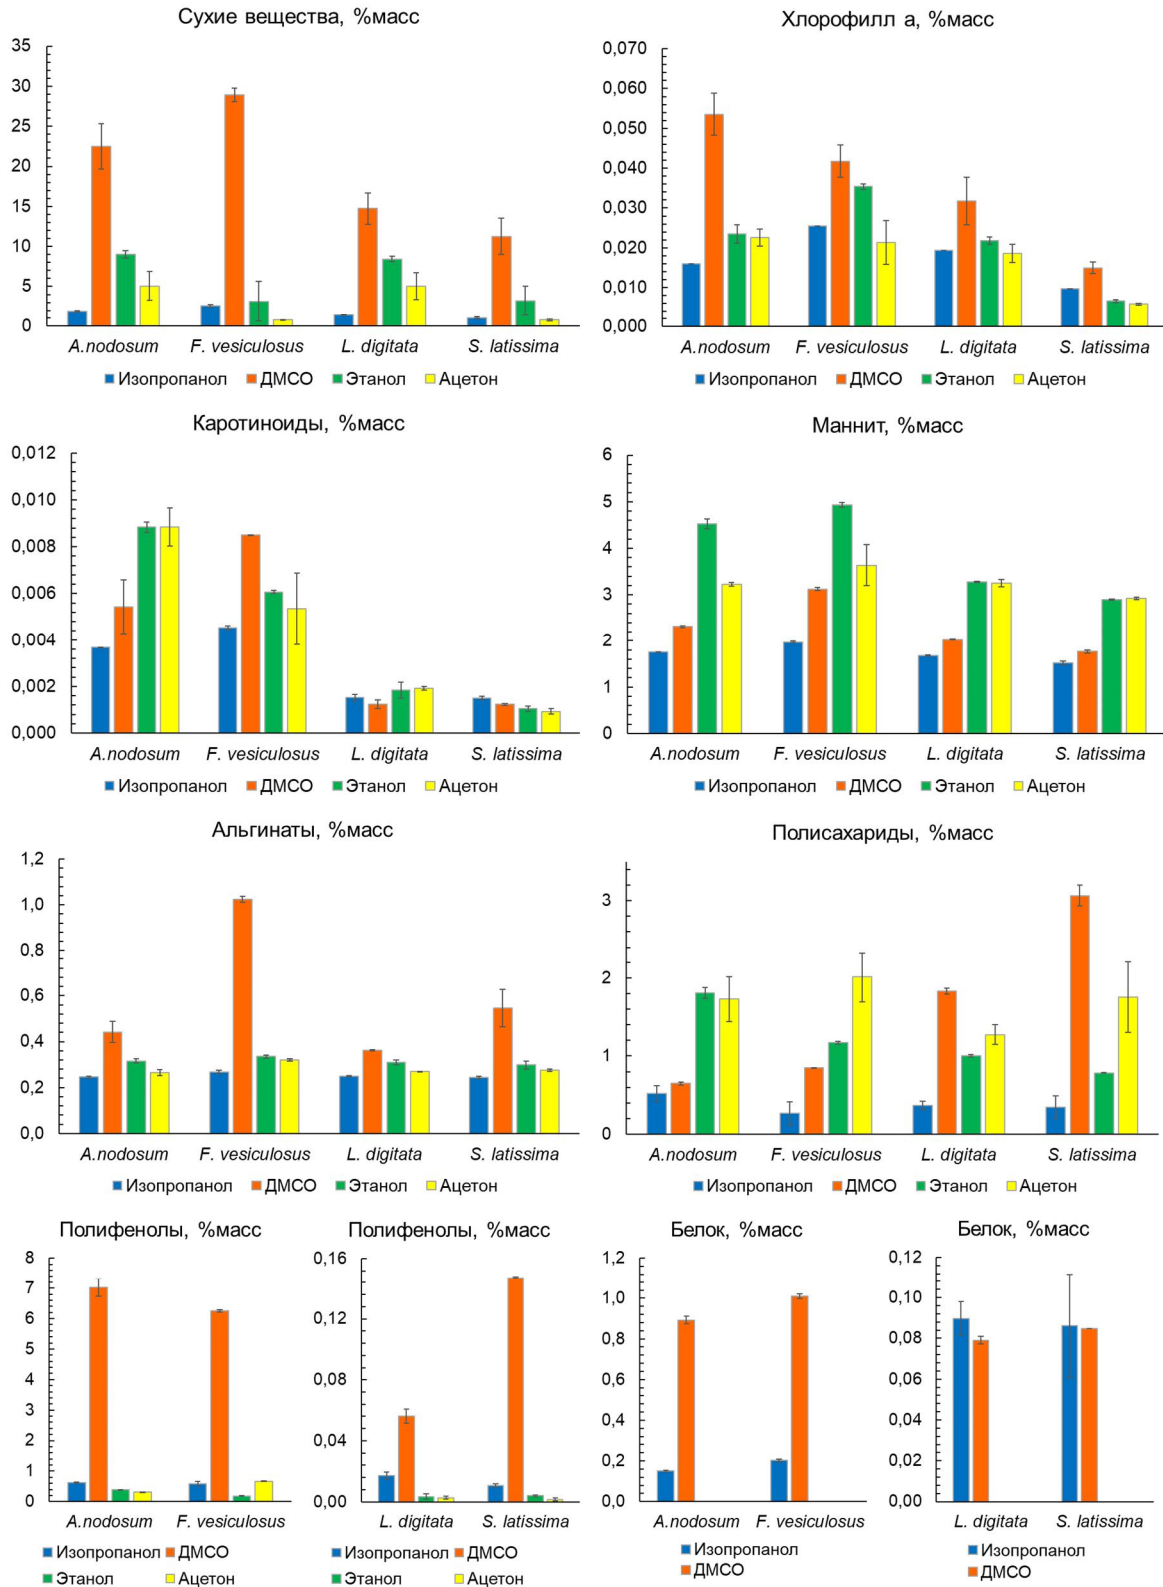 Сухие вещества, %масс
35
30
25
20
15
10
5
0
A.nodosum F. vesiculosus L. digitata S. latissima
Изопропанол ДМСО Этанол Ацетон
Хлорофилл а, %масс
0,070
0,060
0,050
0,040
0,030
0,020
0,010
0,000
A.nodosum F. vesiculosus L. digitata S. latissima
Изопропанол ДМСО Этанол Ацетон
Каротиноиды, %масс
0,012
0,010
0,008
0,006
0,004
0,002
0,000
A.nodosum F. vesiculosus L. digitata S. latissima
Изопропанол ДМСО Этанол Ацетон
Маннит, %масс
6
5
4
3
2
1
0
A.nodosum F. vesiculosus L. digitata S. latissima
Изопропанол ДМСО Этанол Ацетон
Альгинаты, %масс
1,2
1,0
0,8
0,6
0,4
0,2
0,0
A.nodosum F. vesiculosus L. digitata S. latissima
Изопропанол ДМСО Этанол Ацетон
Полисахариды, %масс
3
2
1
0
A.nodosum F. vesiculosus L. digitata S. latissima
Изопропанол ДМСО Этанол Ацетон
Полифенолы, %масс
8
7
6
5
4
3
2
1
0
A.nodosum F. vesiculosus
Изопропанол ДМСО
Этанол Ацетон
Полифенолы, %масс
0,16
0,12
0,08
0,04
0,00
L. digitata S. latissima
Изопропанол ДМСО
Этанол Ацетон
Белок, %масс
1,2
1,0
0,8
0,6
0,4
0,2
0,0
A.nodosum F. vesiculosus
Изопропанол
ДМСО
Белок, %масс
0,12
0,10
0,08
0,06
0,04
0,02
0,00
L. digitata S. latissima
Изопропанол
ДМСО